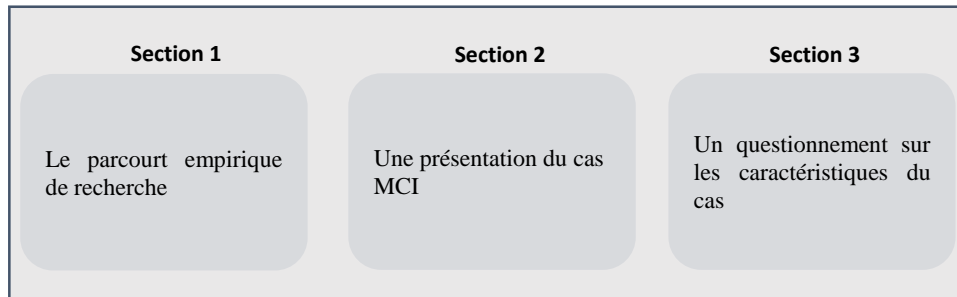 Section 1
Le parcourt empirique
de recherche
Section 2
Une présentation du cas
MCI
Section 3
Un questionnement sur
les caractéristiques du
cas